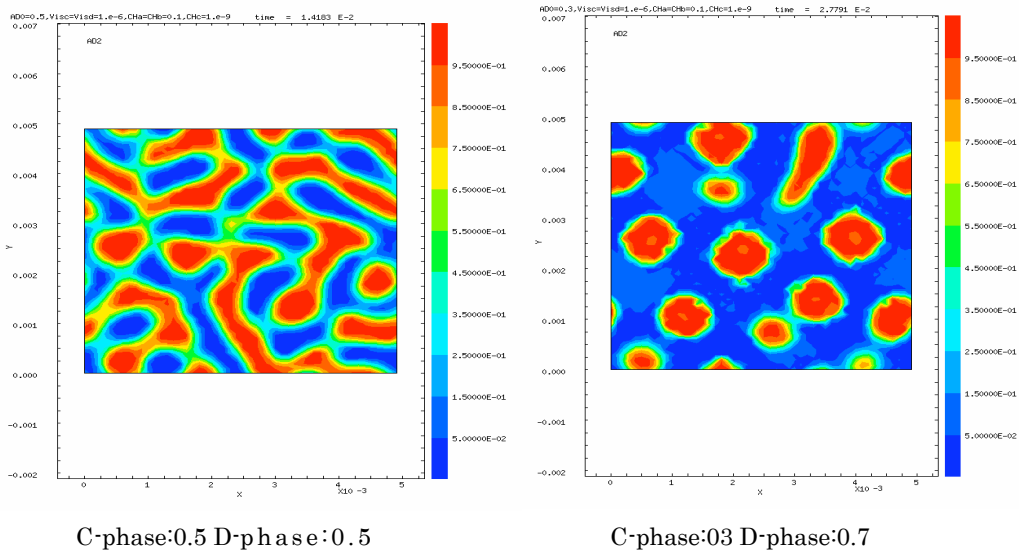 AD0=0.5,Visc=Visd=1.e-6,CHa=CHb=0.1,CHc=1.e-9 time = 1.4183 E-2
0.007
AD2
0.006
0.005
0.004
0.003
Y
0.002
0.001
0.000
-0.001
-0.002
0 1 2 3 4 5
X X10 -3
9.50000E-01
8.50000E-01
7.50000E-01
6.50000E-01
5.50000E-01
4.50000E-01
3.50000E-01
2.50000E-01
1.50000E-01
5.00000E-02
C-phase:0.5 D-phase:0.5
AD0=0.3,Visc=Visd=1.e-6,CHa=CHb=0.1,CHc=1.e-9 time = 2.7791 E-2
0.007
AD2
0.006
0.005
0.004
0.003
Y
0.002
0.001
0.000
-0.001
-0.002
0 1 2 3 4 5
X X10 -3
9.50000E-01
8.50000E-01
7.50000E-01
6.50000E-01
5.50000E-01
4.50000E-01
3.50000E-01
2.50000E-01
1.50000E-01
5.00000E-02
C-phase:03 D-phase:0.7